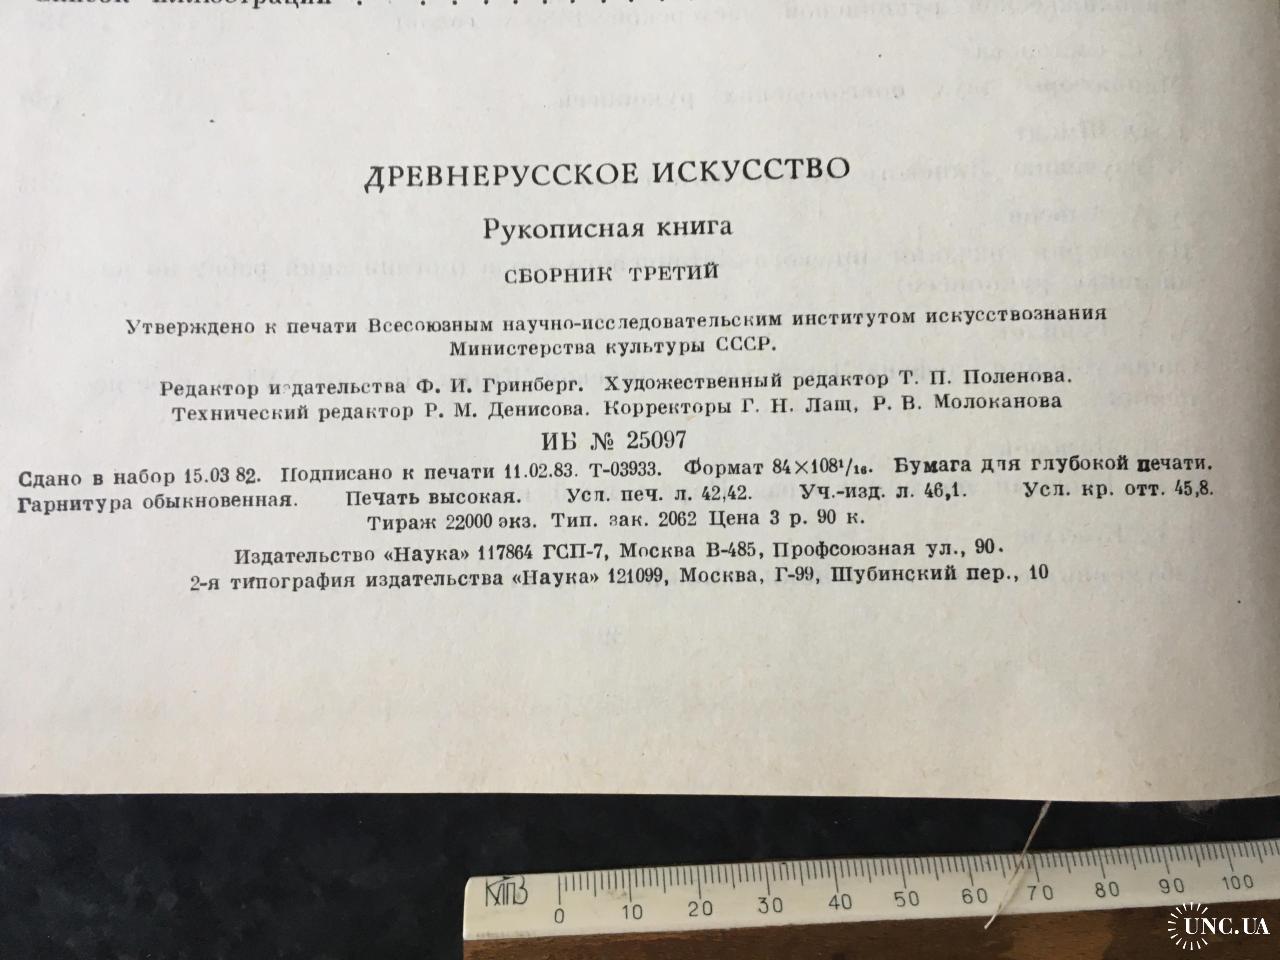 ДРЕВНЕРУССКОЕ ИСКУССТВО
Рукописная книга
СБОРНИК ТРЕТИЙ
Утверждено к печати Всесоюзным научно-исследовательским институтом искусствознания
Министерства культуры СССР.
Редактор издательства Ф. И. Гринберг. Художественный редактор Т. П. Поленова.
Технический редактор Р. М. Денисова. Корректоры Г. Н. Лащ, Р. В. Молоканова
ИБ № 25097
Сдано в набор 15.03 82. Подписано к печати 11.02.83. Т-03933. Формат 84×108¹/₁₆. Бумага для глубокой печати.
Гарнитура обыкновенная. Печать высокая. Усл. печ. л. 42,42. Уч.-изд. л. 46,1. Усл. кр. отт. 45,8.
Тираж 22000 экз. Тип. зак. 2062 Цена 3 р. 90 к.
Издательство «Наука» 117864 ГСП-7, Москва В-485, Профсоюзная ул., 90.
2-я типография издательства «Наука» 121099, Москва, Г-99, Шубинский пер., 10
0 10 20 30 40 50 60 70 80 90 100
UNC.UA